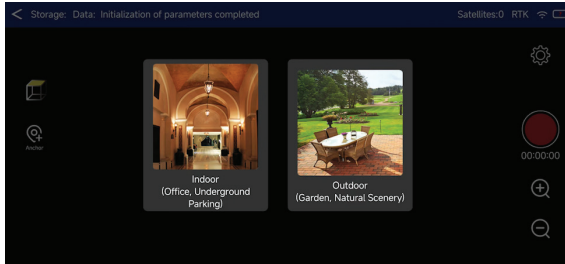 < Storage: Data: Initialization of parameters completed Satellites:0 RTK
Anchor
00:00:00
Indoor
(Office, Underground
Parking)
Outdoor
(Garden, Natural Scenery)